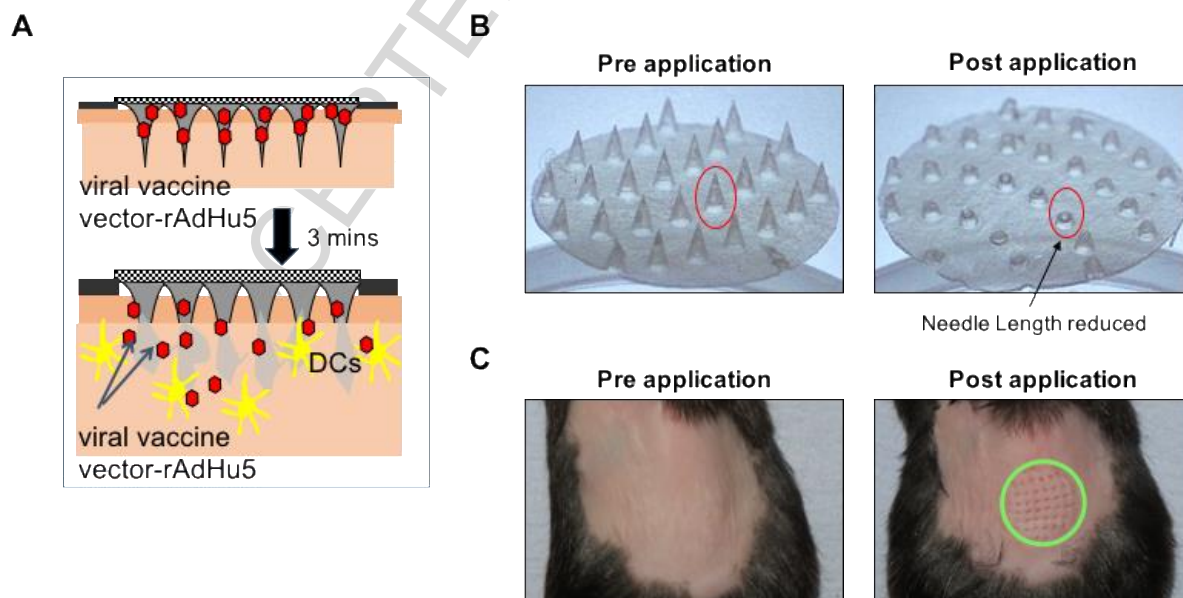 A
CEPTE
viral vaccine
vector-rAdHu5
3 mins
DCs
viral vaccine
vector-rAdHu5
B
Pre application
Post application
Needle Length reduced
C
Pre application
Post application